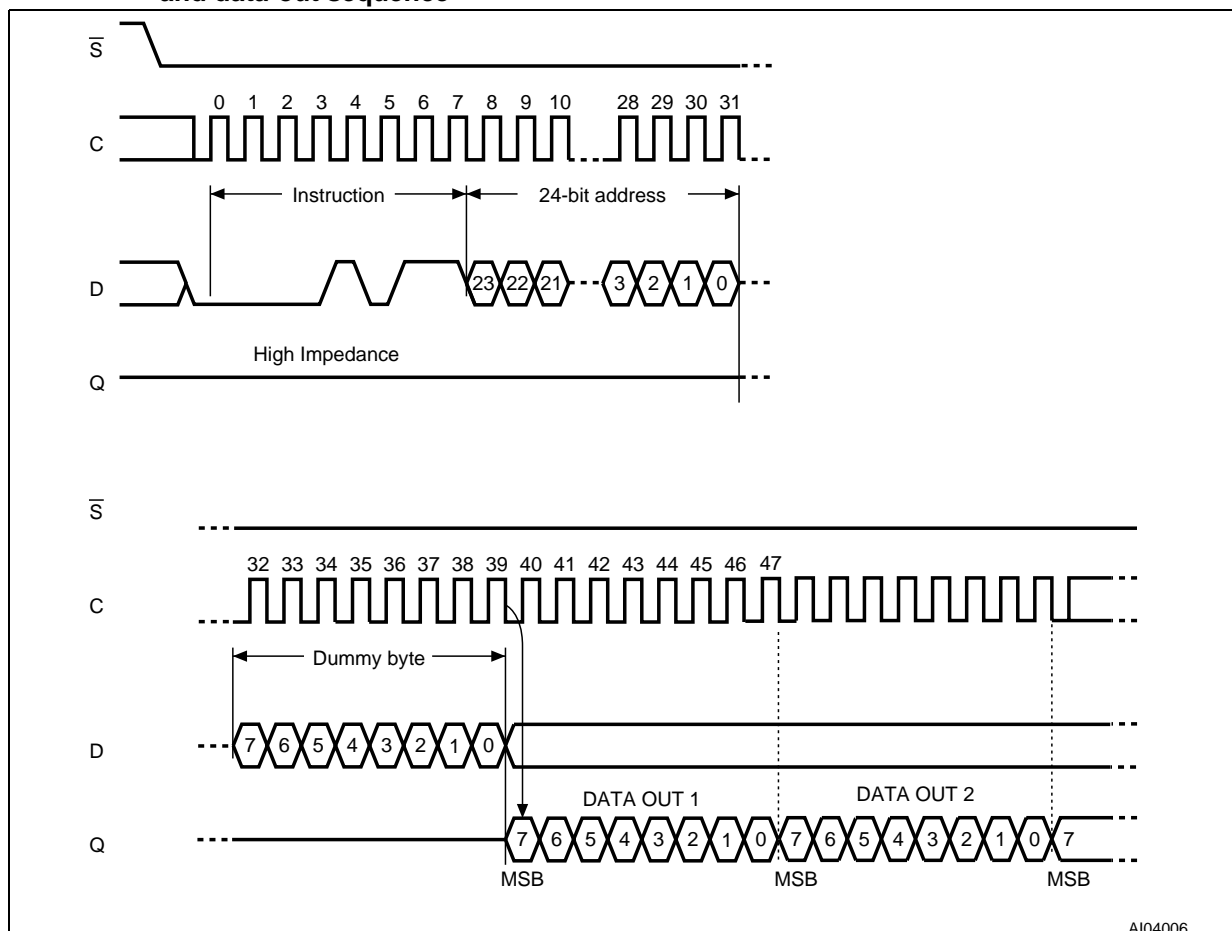 and data-out sequence
S
0 1 2 3 4 5 6 7 8 9 10 28 29 30 31
C
Instruction 24-bit address
D 23 22 21 3 2 1 0
High Impedance
Q
S
32 33 34 35 36 37 38 39 40 41 42 43 44 45 46 47
C
Dummy byte
D 7 6 5 4 3 2 1 0
DATA OUT 1 DATA OUT 2
Q 7 6 5 4 3 2 1 0 7 6 5 4 3 2 1 0 7
MSB MSB MSB
AI04006